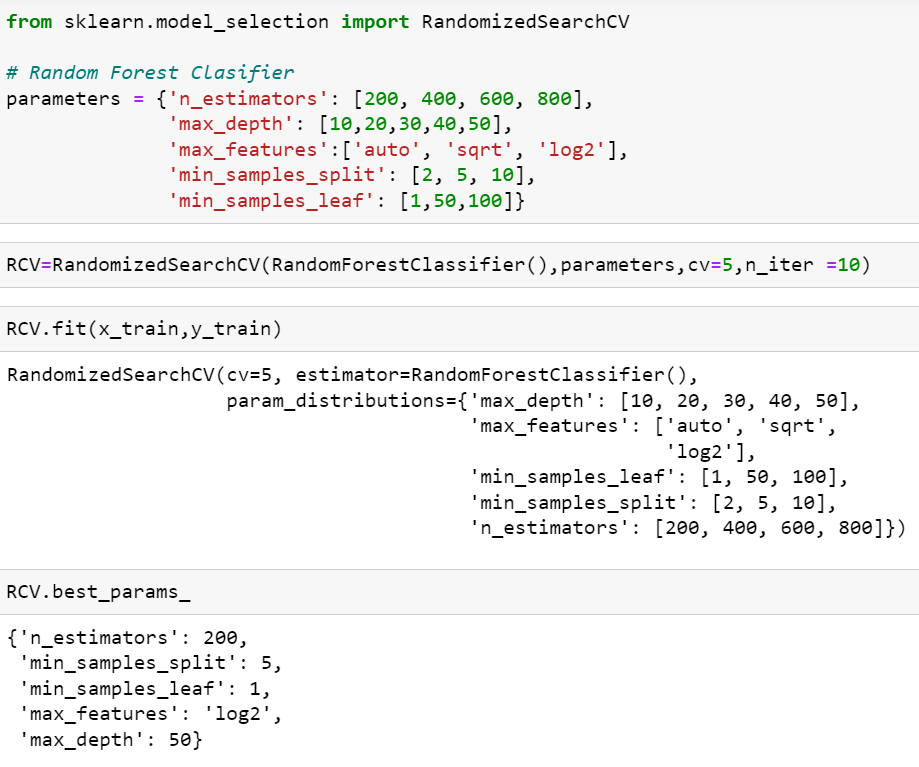 from sklearn.model_selection import RandomizedSearchCV
# Random Forest Clasifier
parameters = {'n_estimators': [200, 400, 600, 800],
              'max_depth': [10,20,30,40,50],
              'max_features':['auto', 'sqrt', 'log2'],
              'min_samples_split': [2, 5, 10],
              'min_samples_leaf': [1,50,100]}
RCV=RandomizedSearchCV(RandomForestClassifier(),parameters,cv=5,n_iter =10)
RCV.fit(x_train,y_train)
RandomizedSearchCV(cv=5, estimator=RandomForestClassifier(),
                   param_distributions={'max_depth': [10, 20, 30, 40, 50],
                                        'max_features': ['auto', 'sqrt',
                                                         'log2'],
                                        'min_samples_leaf': [1, 50, 100],
                                        'min_samples_split': [2, 5, 10],
                                        'n_estimators': [200, 400, 600, 800]})
RCV.best_params_
{'n_estimators': 200,
 'min_samples_split': 5,
 'min_samples_leaf': 1,
 'max_features': 'log2',
 'max_depth': 50}